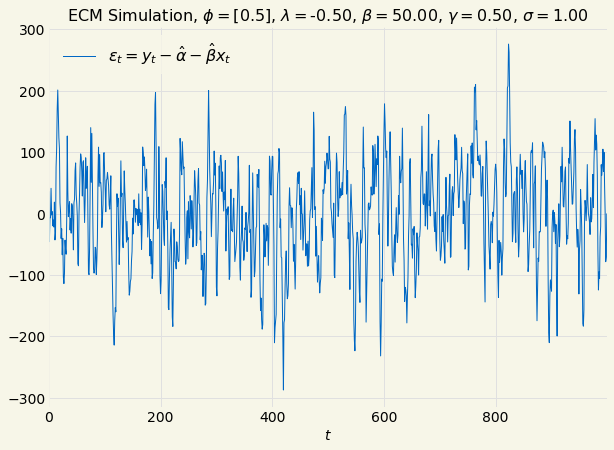 ECM Simulation, ϕ = [0.5], λ = -0.50, β = 50.00, γ = 0.50, σ = 1.00
εₜ = yₜ − α̂ − β̂xₜ
300
200
100
0
−100
−200
−300
0 200 400 600 800
t